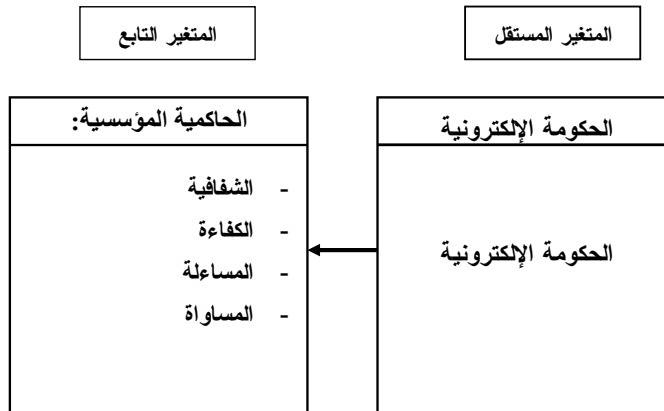 المتغير المستقل
المتغير التابع
الحكومة الإلكترونية
الحكومة الإلكترونية
الحاكمية المؤسسية:
- الشفافية
- الكفاءة
- المساءلة
- المساواة